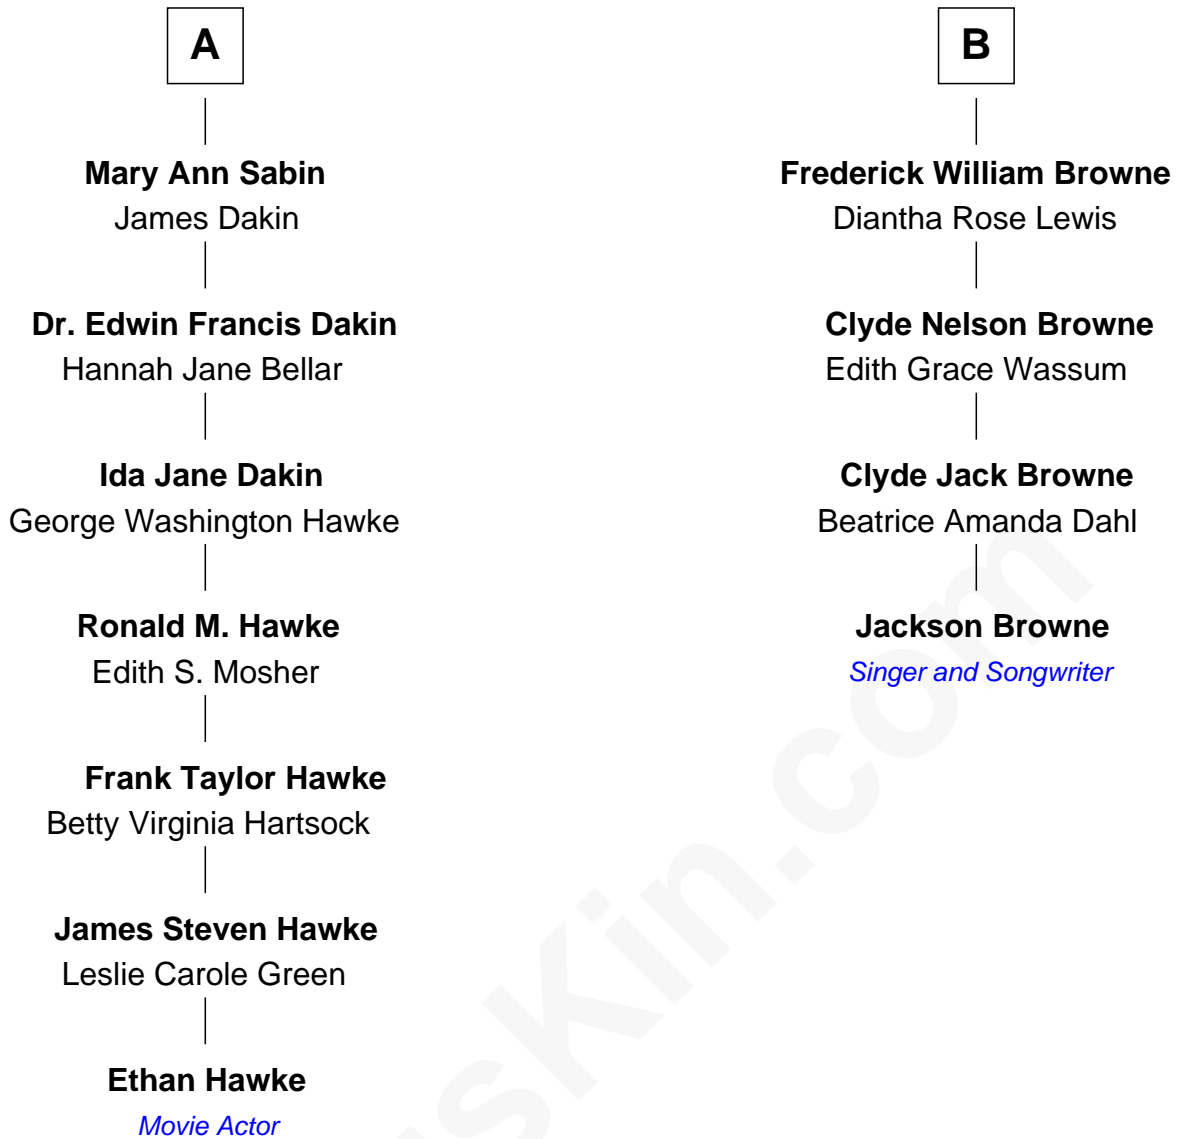 A
Mary Ann Sabin
James Dakin
Dr. Edwin Francis Dakin
Hannah Jane Bellar
Ida Jane Dakin
George Washington Hawke
Ronald M. Hawke
Edith S. Mosher
Frank Taylor Hawke
Betty Virginia Hartsock
James Steven Hawke
Leslie Carole Green
Ethan Hawke
Movie Actor
B
Frederick William Browne
Diantha Rose Lewis
Clyde Nelson Browne
Edith Grace Wassum
Clyde Jack Browne
Beatrice Amanda Dahl
Jackson Browne
Singer and Songwriter
sKin.com